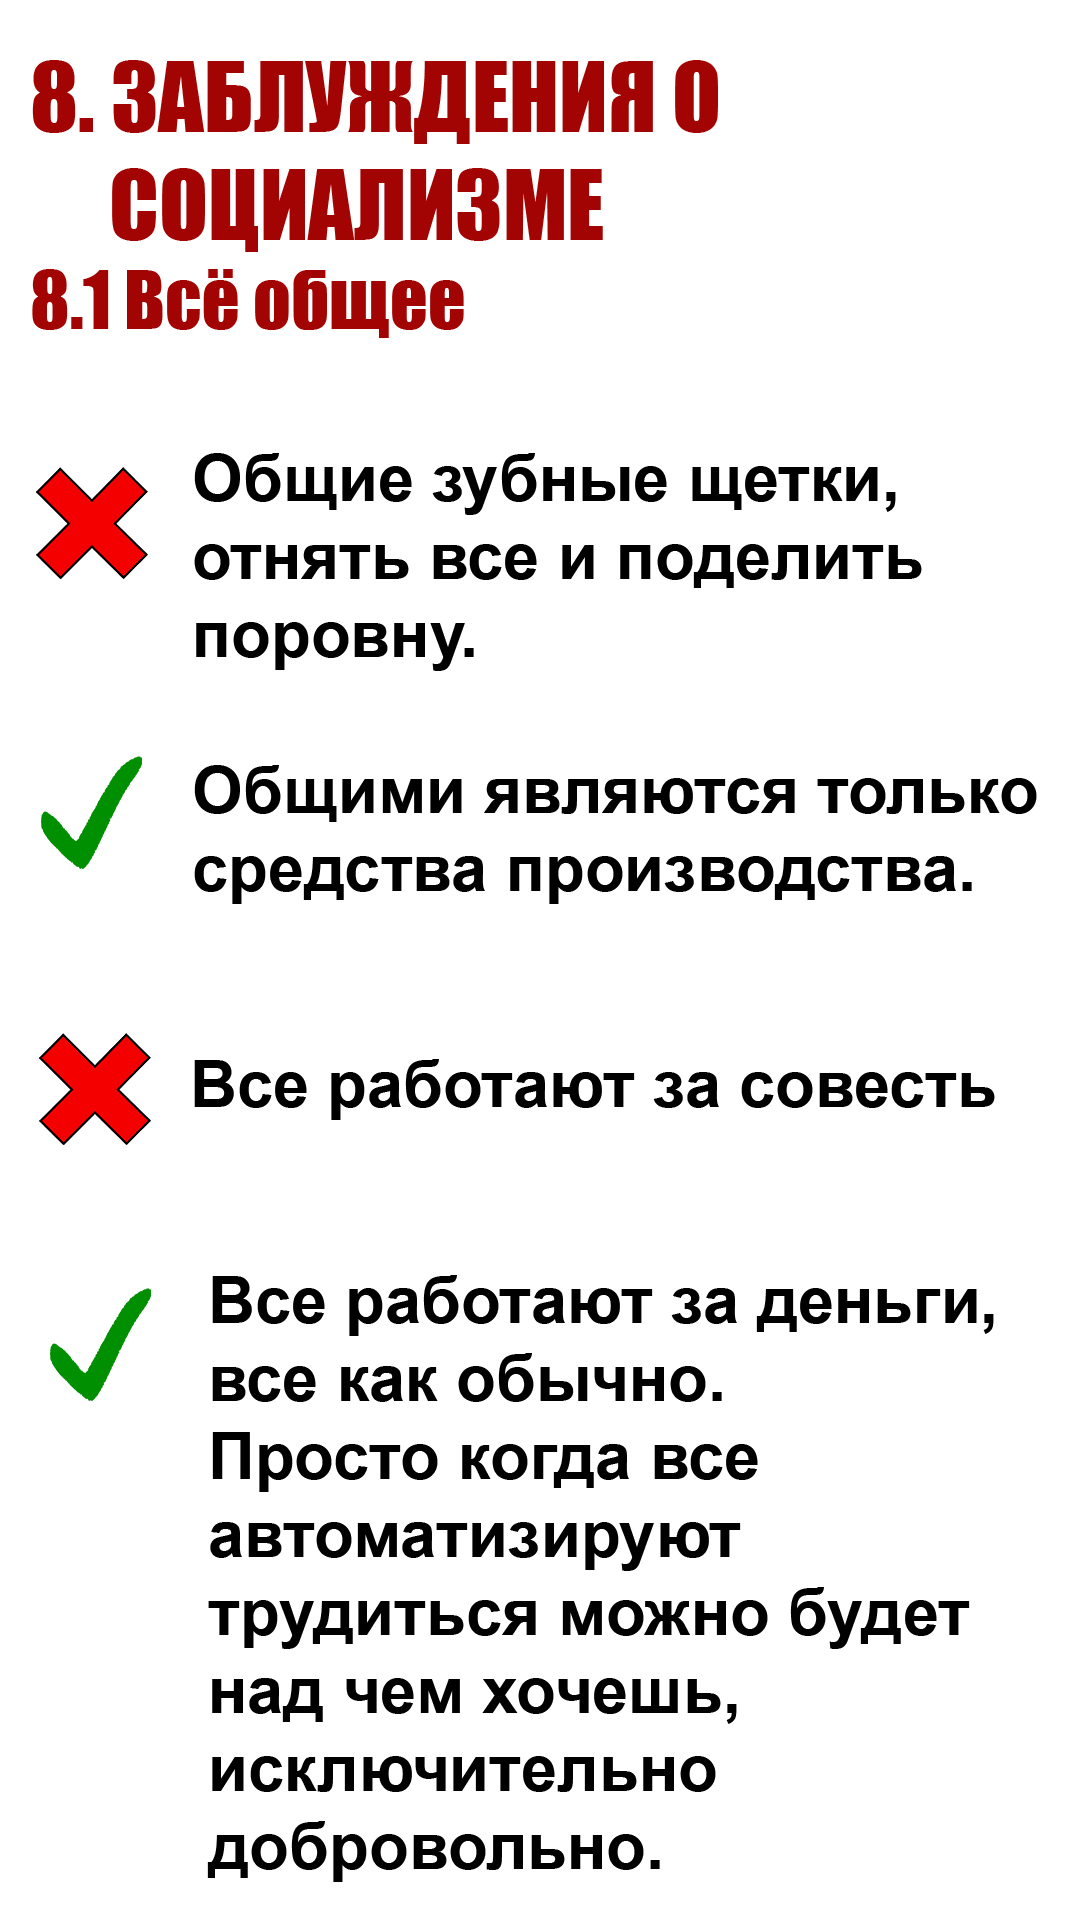 8. ЗАБЛУЖДЕНИЯ О
СОЦИАЛИЗМЕ
8.1 Всё общее
Общие зубные щетки,
отнять все и поделить
поровну.
Общими являются только
средства производства.
Все работают за совесть
Все работают за деньги,
все как обычно.
Просто когда все
автоматизируют
трудиться можно будет
над чем хочешь,
исключительно
добровольно.